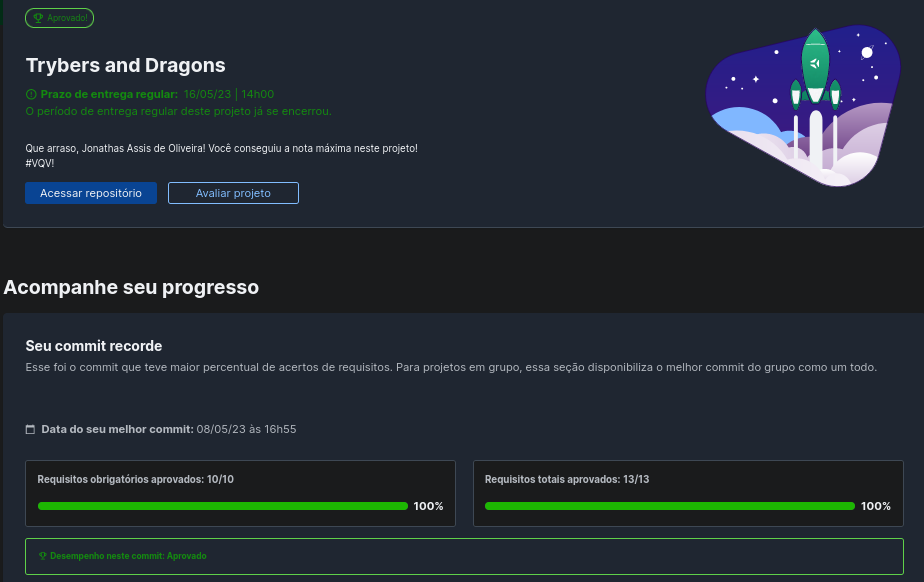 Aprovado!
Trybers and Dragons
Prazo de entrega regular: 16/05/23 | 14h00
O período de entrega regular deste projeto já se encerrou.
Que arraso, Jonathas Assis de Oliveira! Você conseguiu a nota máxima neste projeto!
#VQV!
Acessar repositório
Avaliar projeto
Acompanhe seu progresso
Seu commit recorde
Esse foi o commit que teve maior percentual de acertos de requisitos. Para projetos em grupo, essa seção disponibiliza o melhor commit do grupo como um todo.
Data do seu melhor commit: 08/05/23 às 16h55
Requisitos obrigatórios aprovados: 10/10
100%
Requisitos totais aprovados: 13/13
100%
Desempenho neste commit: Aprovado